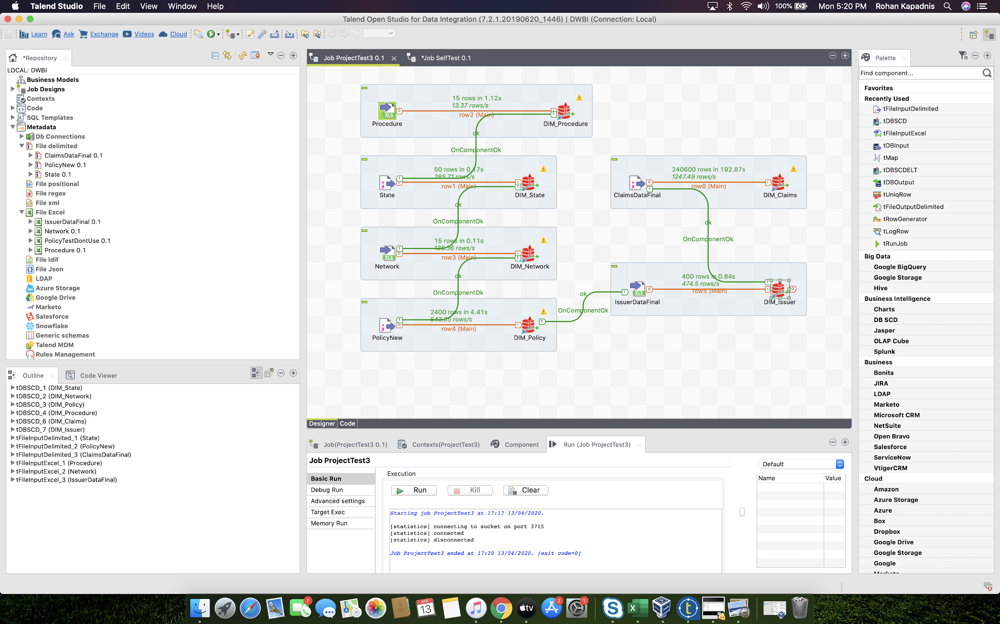 Talend Studio File Edit View Window Help 100% Mon 5:20 PM Rohan Kapadnis
Talend Open Studio for Data Integration (7.2.1.20190620_1446) | DWBI (Connection: Local)
Learn Ask Exchange Videos Cloud
*Repository
LOCAL: DWBI
Business Models
Job Designs
Contexts
Code
SQL Templates
Metadata
Db Connections
File delimited
ClaimsDataFinal 0.1
PolicyNew 0.1
State 0.1
File positional
File regex
File xml
File Excel
IssuerDataFinal 0.1
Network 0.1
PolicyTestDontUse 0.1
Procedure 0.1
File ldif
File Json
LDAP
Azure Storage
Google Drive
Marketo
Salesforce
Snowflake
Generic schemas
Talend MDM
Rules Management
Outline Code Viewer
tDBSCD_1 (DIM_State)
tDBSCD_2 (DIM_Network)
tDBSCD_3 (DIM_Policy)
tDBSCD_4 (DIM_Procedure)
tDBSCD_6 (DIM_Claims)
tDBSCD_7 (DIM_Issuer)
tFileInputDelimited_1 (State)
tFileInputDelimited_2 (PolicyNew)
tFileInputDelimited_3 (ClaimsDataFinal)
tFileInputExcel_1 (Procedure)
tFileInputExcel_2 (Network)
tFileInputExcel_3 (IssuerDataFinal)
Job ProjectTest3 0.1 *Job SelfTest 0.1
15 rows in 1.12s
13.37 rows/s
row2 (Main)
XLS
Procedure DIM_Procedure
ok
OnComponentOk
50 rows in 0.17s
285.71 rows/s
row1 (Main)
State DIM_State
ok
OnComponentOk
15 rows in 0.11s
136.36 rows/s
XLS
row3 (Main)
Network DIM_Network
ok
OnComponentOk
2400 rows in 4.41s
543.85 rows/s
row4 (Main)
PolicyNew DIM_Policy
ok
OnComponentOk
240600 rows in 192.87s
1247.49 rows/s
row6 (Main)
ClaimsDataFinal DIM_Claims
ok
OnComponentOk
400 rows in 0.84s
474.5 rows/s
row5 (Main)
XLS
IssuerDataFinal DIM_Issuer
Designer Code
Job(ProjectTest3 0.1) Contexts(ProjectTest3) Component Run (Job ProjectTest3)
Job ProjectTest3
Basic Run
Debug Run
Advanced settings
Target Exec
Memory Run
Execution
Run Kill Clear
Starting job ProjectTest3 at 17:17 13/04/2020.
[statistics] connecting to socket on port 3715
[statistics] connected
[statistics] disconnected
Job ProjectTest3 ended at 17:20 13/04/2020. [exit code=0]
Default
Name Value
Palette
Find component...
Favorites
Recently Used
tFileInputDelimited
tDBSCD
tFileInputExcel
tDBInput
tMap
tDBSCDELT
tDBOutput
tUniqRow
tFileOutputDelimited
tRowGenerator
tLogRow
tRunJob
Big Data
Google BigQuery
Google Storage
Hive
Business Intelligence
Charts
DB SCD
Jasper
OLAP Cube
Splunk
Business
Bonita
JIRA
LDAP
Marketo
Microsoft CRM
NetSuite
Open Bravo
Salesforce
ServiceNow
VtigerCRM
Cloud
Amazon
Azure Storage
Azure
Box
Dropbox
Google Drive
Google Storage
Google
7 APR 13 tv 2 1